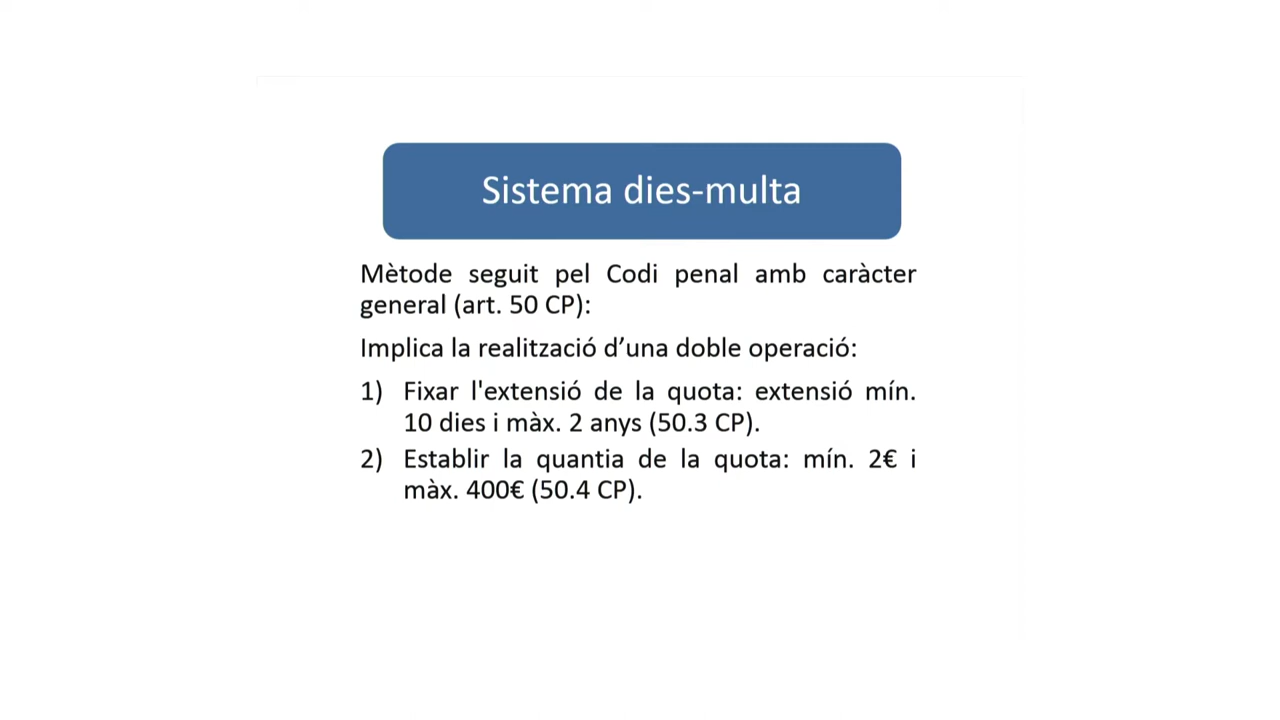 Sistema dies-multa
Mètode seguit pel Codi penal amb caràcter
general (art. 50 CP):
Implica la realització d’una doble operació:
1) Fixar l'extensió de la quota: extensió mín.
10 dies i màx. 2 anys (50.3 CP).
2) Establir la quantia de la quota: mín. 2€ i
màx. 400€ (50.4 CP).